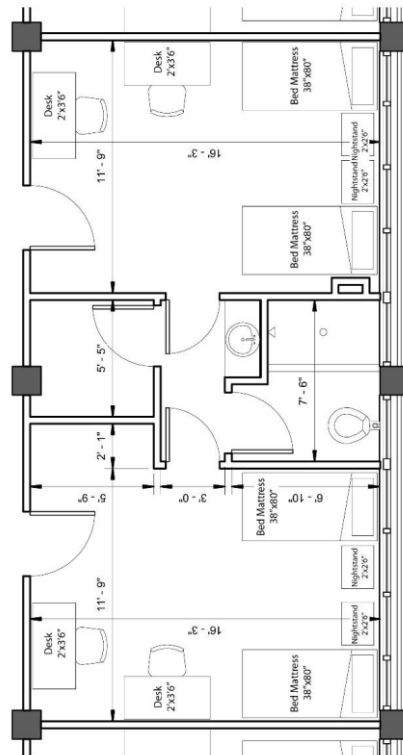 Desk
2'x3'6"
Desk
2'x3'6"
Bed Mattress
38"x80"
11' - 9"
16' - 3"
Nightstand
2'x2'6"
Nightstand
2'x2'6"
Bed Mattress
38"x80"
5' - 5"
7' - 6"
2' - 1"
5' - 9"
3' - 0"
6' - 10"
Bed Mattress
38"x80"
11' - 9"
16' - 3"
Nightstand
2'x2'6"
Nightstand
2'x2'6"
Desk
2'x3'6"
Desk
2'x3'6"
Bed Mattress
38"x80"